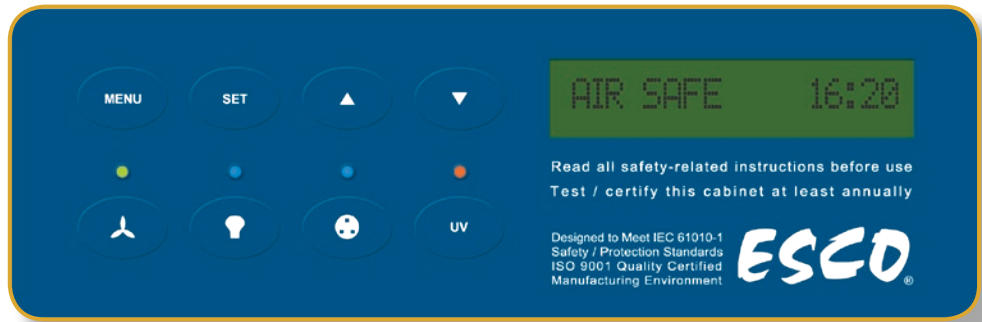 MENU SET ▲ ▼
AIR SAFE 16:20
Read all safety-related instructions before use
Test / certify this cabinet at least annually
UV
Designed to Meet IEC 61010-1
Safety / Protection Standards
ISO 9001 Quality Certified
Manufacturing Environment
ESCO®